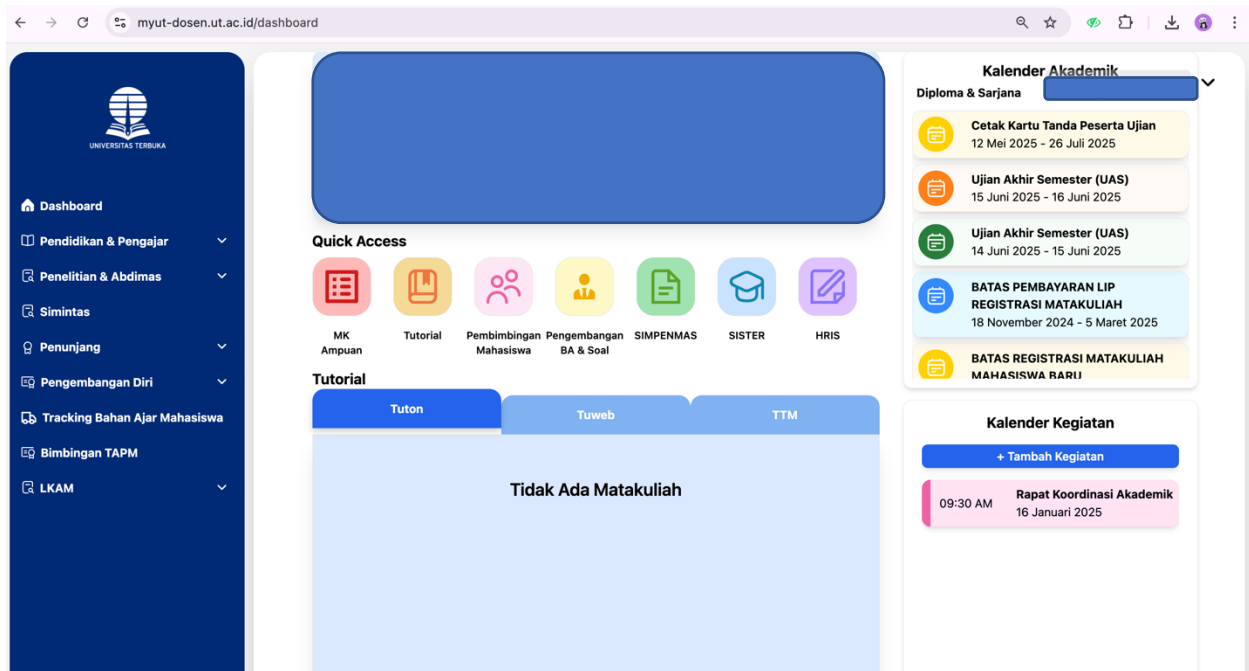 myut-dosen.ut.ac.id/dashboard
UNIVERSITAS TERBUKA
Dashboard
Pendidikan & Pengajar
Penelitian & Abdimas
Simintas
Penunjang
Pengembangan Diri
Tracking Bahan Ajar Mahasiswa
Bimbingan TAPM
LKAM
Quick Access
MK
Ampuan
Tutorial
Pembimbingan
Mahasiswa
Pengembangan
BA & Soal
SIMPENMAS
SISTER
HRIS
Tutorial
Tuton
Tuweb
TTM
Tidak Ada Matakuliah
Kalender Akademik
Diploma & Sarjana
Cetak Kartu Tanda Peserta Ujian
12 Mei 2025 - 26 Juli 2025
Ujian Akhir Semester (UAS)
15 Juni 2025 - 16 Juni 2025
Ujian Akhir Semester (UAS)
14 Juni 2025 - 15 Juni 2025
BATAS PEMBAYARAN LIP
REGISTRASI MATAKULIAH
18 November 2024 - 5 Maret 2025
BATAS REGISTRASI MATAKULIAH
MAHASISWA BARU
Kalender Kegiatan
+ Tambah Kegiatan
09:30 AM
Rapat Koordinasi Akademik
16 Januari 2025